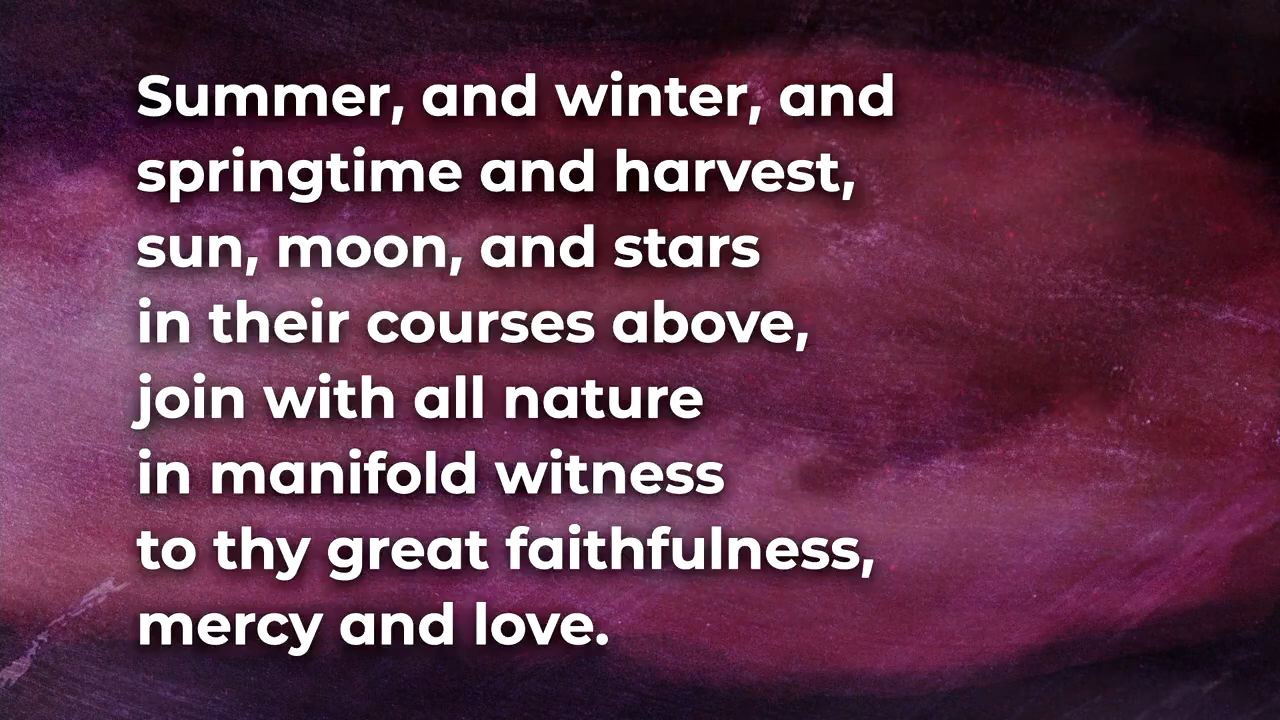 Summer, and winter, and
springtime and harvest,
sun, moon, and stars
in their courses above,
join with all nature
in manifold witness
to thy great faithfulness,
mercy and love.